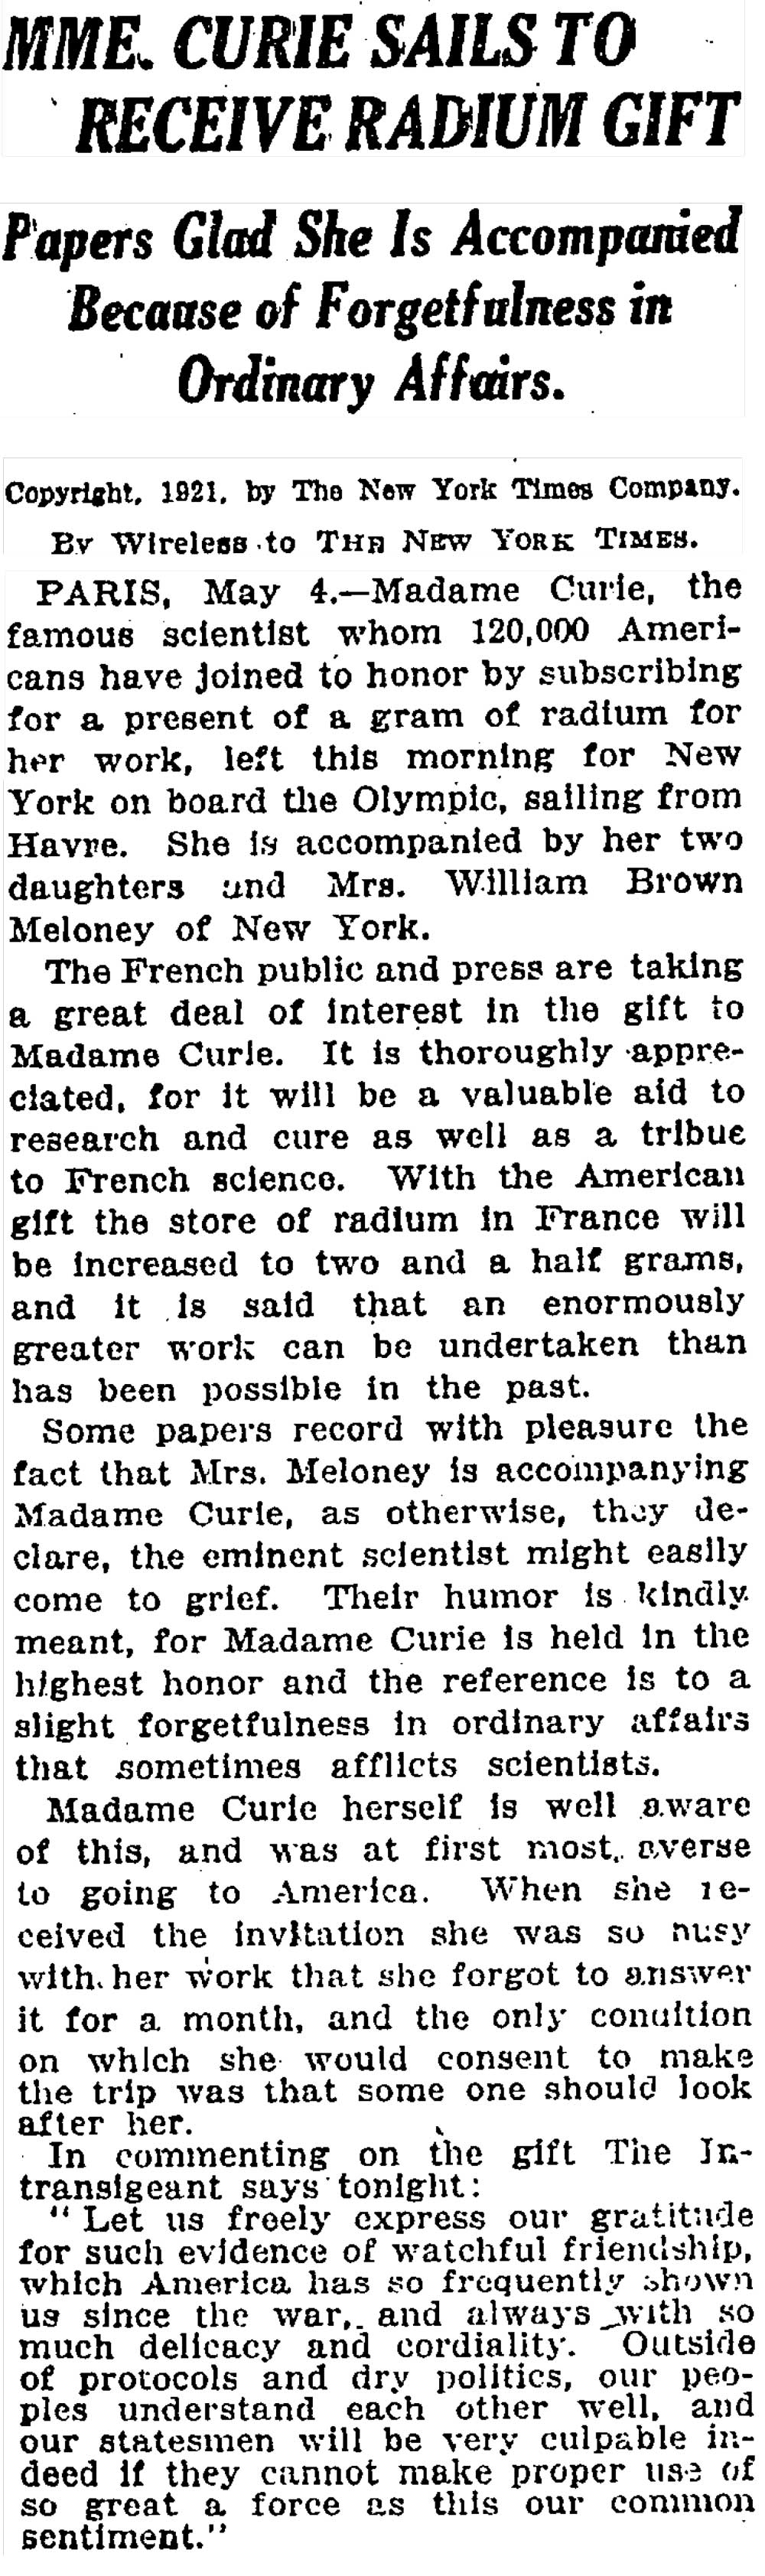 MME. CURIE SAILS TO
RECEIVE RADIUM GIFT
Papers Glad She Is Accompanied
Because of Forgetfulness in
Ordinary Affairs.
Copyright, 1921, by The New York Times Company.
By Wireless to THE NEW YORK TIMES.
PARIS, May 4.—Madame Curie, the
famous scientist whom 120,000 Ameri-
cans have joined to honor by subscribing
for a present of a gram of radium for
her work, left this morning for New
York on board the Olympic, sailing from
Havre. She is accompanied by her two
daughters and Mrs. William Brown
Meloney of New York.
The French public and press are taking
a great deal of interest in the gift to
Madame Curie. It is thoroughly appre-
ciated, for it will be a valuable aid to
research and cure as well as a tribue
to French science. With the American
gift the store of radium in France will
be increased to two and a half grams,
and it is said that an enormously
greater work can be undertaken than
has been possible in the past.
Some papers record with pleasure the
fact that Mrs. Meloney is accompanying
Madame Curie, as otherwise, they de-
clare, the eminent scientist might easily
come to grief. Their humor is kindly
meant, for Madame Curie is held in the
highest honor and the reference is to a
slight forgetfulness in ordinary affairs
that sometimes afflicts scientists.
Madame Curie herself is well aware
of this, and was at first most averse
to going to America. When she re-
ceived the invitation she was so busy
with her work that she forgot to answer
it for a month, and the only condition
on which she would consent to make
the trip was that some one should look
after her.
In commenting on the gift The In-
transigeant says tonight:
"Let us freely express our gratitude
for such evidence of watchful friendship,
which America has so frequently shown
us since the war, and always with so
much delicacy and cordiality. Outside
of protocols and dry politics, our peo-
ples understand each other well, and
our statesmen will be very culpable in-
deed if they cannot make proper use of
so great a force as this our common
sentiment."